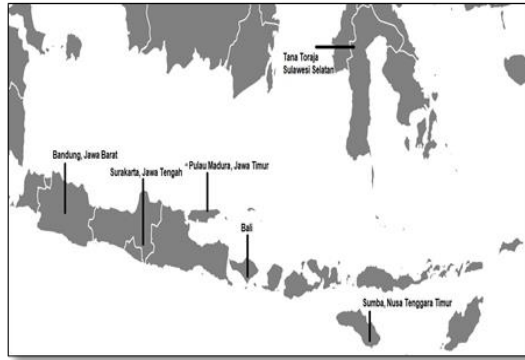 Tana Toraja
Sulawesi Selatan
Bandung, Jawa Barat
Surakarta, Jawa Tengah
Pulau Madura, Jawa Timur
Bali
Sumba, Nusa Tenggara Timur